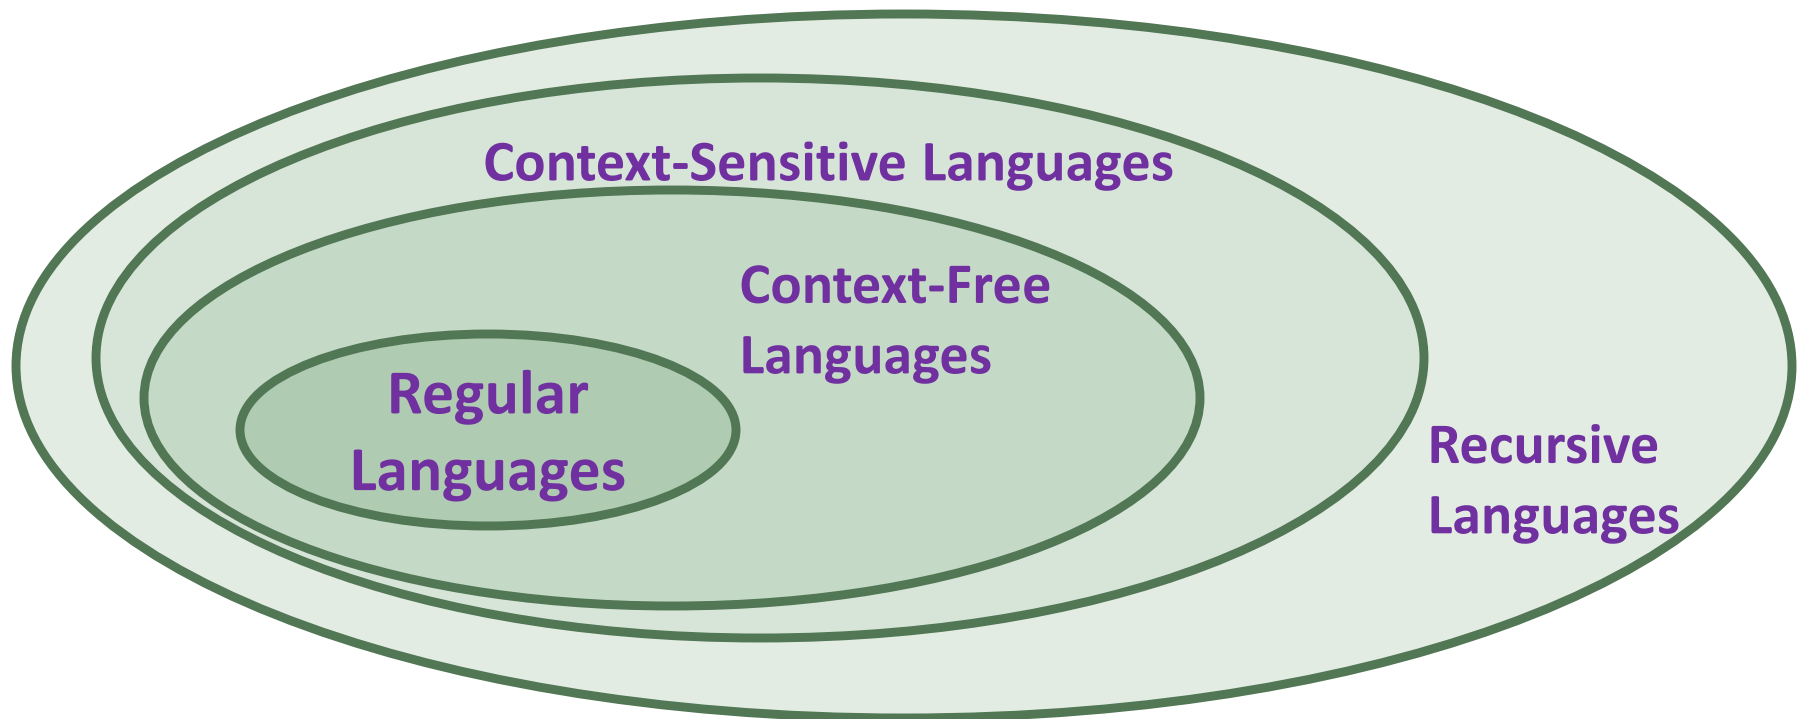 Context-Sensitive Languages
Context-Free
Languages
Regular
Languages
Recursive
Languages